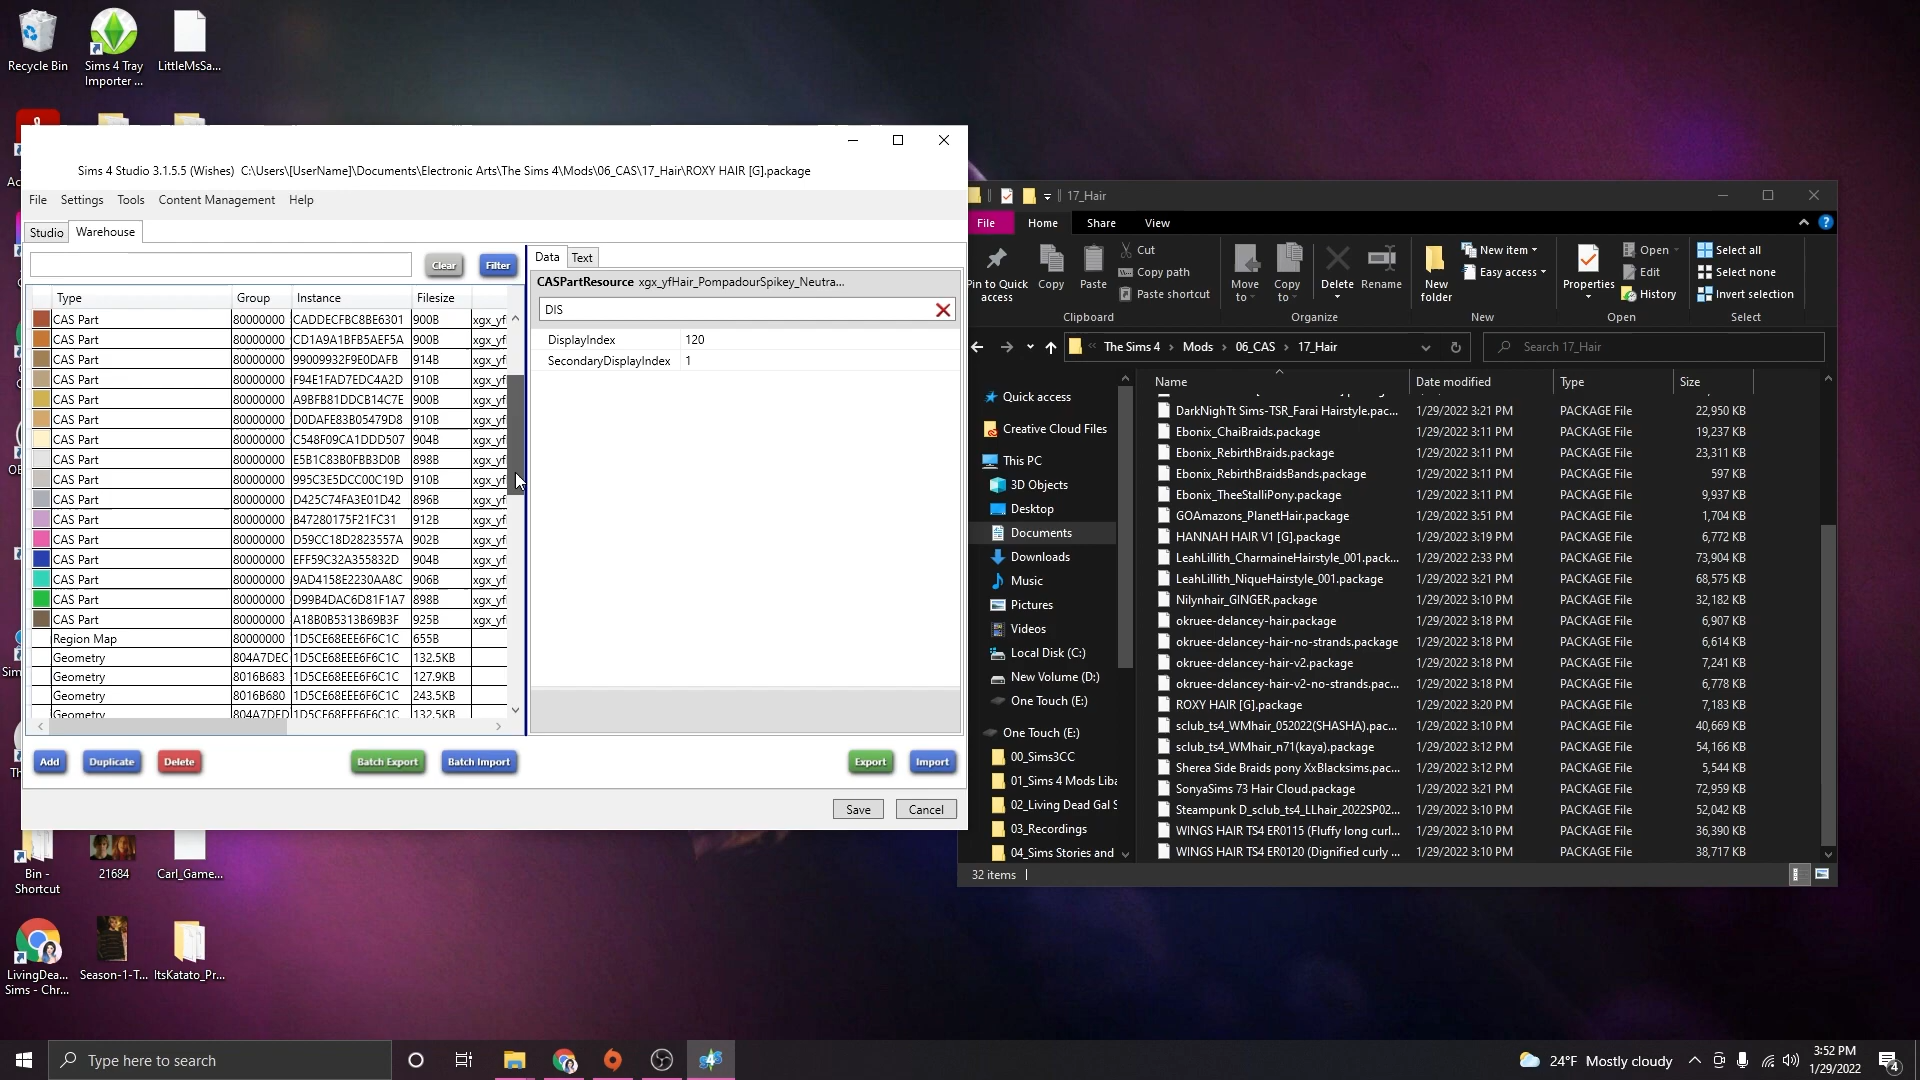 Recycle Bin
Sims 4 Tray
Importer ...
LittleMsSa...
Sims 4 Studio 3.1.5.5 (Wishes) C:\Users\[UserName]\Documents\Electronic Arts\The Sims 4\Mods\06_CAS\17_Hair\ROXY HAIR [G].package
File Settings Tools Content Management Help
Studio Warehouse
Clear Filter
Data Text
CASPartResource xgx_yfHair_PompadourSpikey_Neutra...
DIS
DisplayIndex 120
SecondaryDisplayIndex 1
Type Group Instance Filesize
CAS Part 80000000 CADDECFBC8BE6301 900B xgx_yf
CAS Part 80000000 CD1A9A1BFB5AEF5A 900B xgx_yf
CAS Part 80000000 99009932F9E0DAFB 914B xgx_yf
CAS Part 80000000 F94E1FAD7EDC4A2D 910B xgx_yf
CAS Part 80000000 A9BFB81DDCB14C7E 900B xgx_yf
CAS Part 80000000 D0DAFE83B05479D8 910B xgx_yf
CAS Part 80000000 C548F09CA1DDD507 904B xgx_yf
CAS Part 80000000 E5B1C83B0FBB3D0B 898B xgx_yf
CAS Part 80000000 995C3E5DCC00C19D 910B xgx_yf
CAS Part 80000000 D425C74FA3E01D42 896B xgx_yf
CAS Part 80000000 B47280175F21FC31 912B xgx_yf
CAS Part 80000000 D59CC18D2823557A 902B xgx_yf
CAS Part 80000000 EFF59C32A355832D 904B xgx_yf
CAS Part 80000000 9AD4158E2230AA8C 906B xgx_yf
CAS Part 80000000 D99B4DAC6D81F1A7 898B xgx_yf
CAS Part 80000000 A18B0B5313B69B3F 925B xgx_yf
Region Map 80000000 1D5CE68EEE6F6C1C 655B
Geometry 804A7DEC 1D5CE68EEE6F6C1C 132.5KB
Geometry 8016B683 1D5CE68EEE6F6C1C 127.9KB
Geometry 8016B680 1D5CE68EEE6F6C1C 243.5KB
Geometry 804A7DED 1D5CE68EEE6F6C1C 132.5KB
Add Duplicate Delete Batch Export Batch Import Export Import
Save Cancel
17_Hair
File Home Share View
Pin to Quick
access
Copy
Paste
Cut
Copy path
Paste shortcut
Clipboard
Move
to
Copy
to
Delete
Rename
Organize
New
folder
New item
Easy access
New
Properties
Open
Edit
History
Open
Select all
Select none
Invert selection
Select
The Sims 4 Mods 06_CAS 17_Hair
Search 17_Hair
Quick access
Creative Cloud Files
This PC
3D Objects
Desktop
Documents
Downloads
Music
Pictures
Videos
Local Disk (C:)
New Volume (D:)
One Touch (E:)
One Touch (E:)
00_Sims3CC
01_Sims 4 Mods Liba
02_Living Dead Gal S
03_Recordings
04_Sims Stories and
Name Date modified Type Size
DarkNighTt Sims-TSR_Farai Hairstyle.pac... 1/29/2022 3:21 PM PACKAGE File 22,950 KB
Ebonix_ChaiBraids.package 1/29/2022 3:11 PM PACKAGE File 19,237 KB
Ebonix_RebirthBraids.package 1/29/2022 3:11 PM PACKAGE File 23,311 KB
Ebonix_RebirthBraidsBands.package 1/29/2022 3:11 PM PACKAGE File 597 KB
Ebonix_TheeStalliPony.package 1/29/2022 3:11 PM PACKAGE File 9,937 KB
GOAmazons_PlanetHair.package 1/29/2022 3:51 PM PACKAGE File 1,704 KB
HANNAH HAIR V1 [G].package 1/29/2022 3:19 PM PACKAGE File 6,772 KB
LeahLillith_CharmaineHairstyle_001.pack... 1/29/2022 2:33 PM PACKAGE File 73,904 KB
LeahLillith_NiqueHairstyle_001.package 1/29/2022 3:21 PM PACKAGE File 68,575 KB
Nilynhair_GINGER.package 1/29/2022 3:10 PM PACKAGE File 32,182 KB
okruee-delancey-hair.package 1/29/2022 3:18 PM PACKAGE File 6,907 KB
okruee-delancey-hair-no-strands.package 1/29/2022 3:18 PM PACKAGE File 6,614 KB
okruee-delancey-hair-v2.package 1/29/2022 3:18 PM PACKAGE File 7,241 KB
okruee-delancey-hair-v2-no-strands.pac... 1/29/2022 3:18 PM PACKAGE File 6,778 KB
ROXY HAIR [G].package 1/29/2022 3:20 PM PACKAGE File 7,183 KB
sclub_ts4_WMhair_052022(SHASHA).pac... 1/29/2022 3:10 PM PACKAGE File 40,669 KB
sclub_ts4_WMhair_n71(kaya).package 1/29/2022 3:12 PM PACKAGE File 54,166 KB
Sherea Side Braids pony XxBlacksims.pac... 1/29/2022 3:12 PM PACKAGE File 5,544 KB
SonyaSims 73 Hair Cloud.package 1/29/2022 3:21 PM PACKAGE File 72,959 KB
Steampunk D_sclub_ts4_LLhair_2022SP02... 1/29/2022 3:10 PM PACKAGE File 52,042 KB
WINGS HAIR TS4 ER0115 (Fluffy long curl... 1/29/2022 3:10 PM PACKAGE File 36,390 KB
WINGS HAIR TS4 ER0120 (Dignified curly ... 1/29/2022 3:10 PM PACKAGE File 38,717 KB
32 items
Bin -
Shortcut
21684
Carl_Game...
LivingDea...
Sims - Chr...
Season-1-T...
ItsKatato_Pr...
Type here to search
24°F Mostly cloudy
3:52 PM
1/29/2022
4